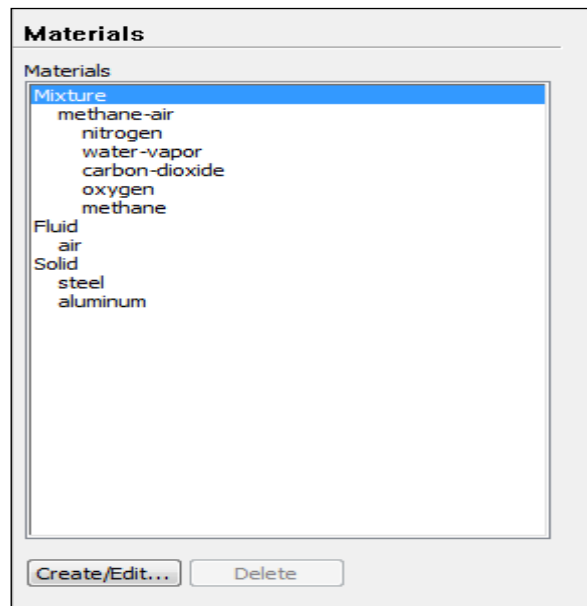 Materials
Materials
Mixture
methane-air
nitrogen
water-vapor
carbon-dioxide
oxygen
methane
Fluid
air
Solid
steel
aluminum
Create/Edit... Delete